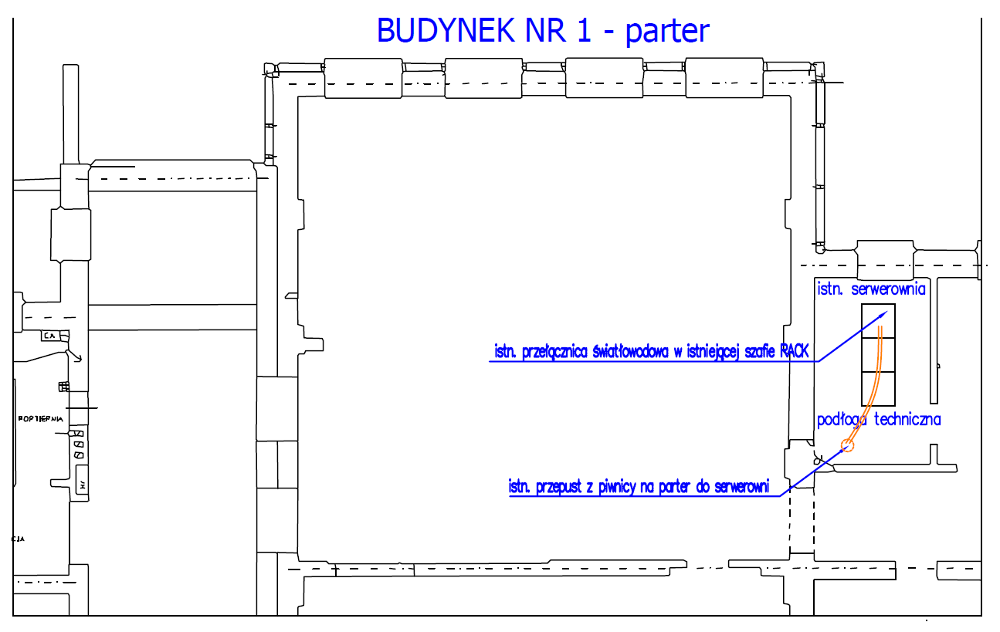 BUDYNEK NR 1 - parter
istn. serwerownia
CA
istn. przełącznica światłowodowa w istniejącej szafie RACK
PORTIERNIA
podłoga techniczna
istn. przepust z piwnicy na parter do serwerowni
CJA